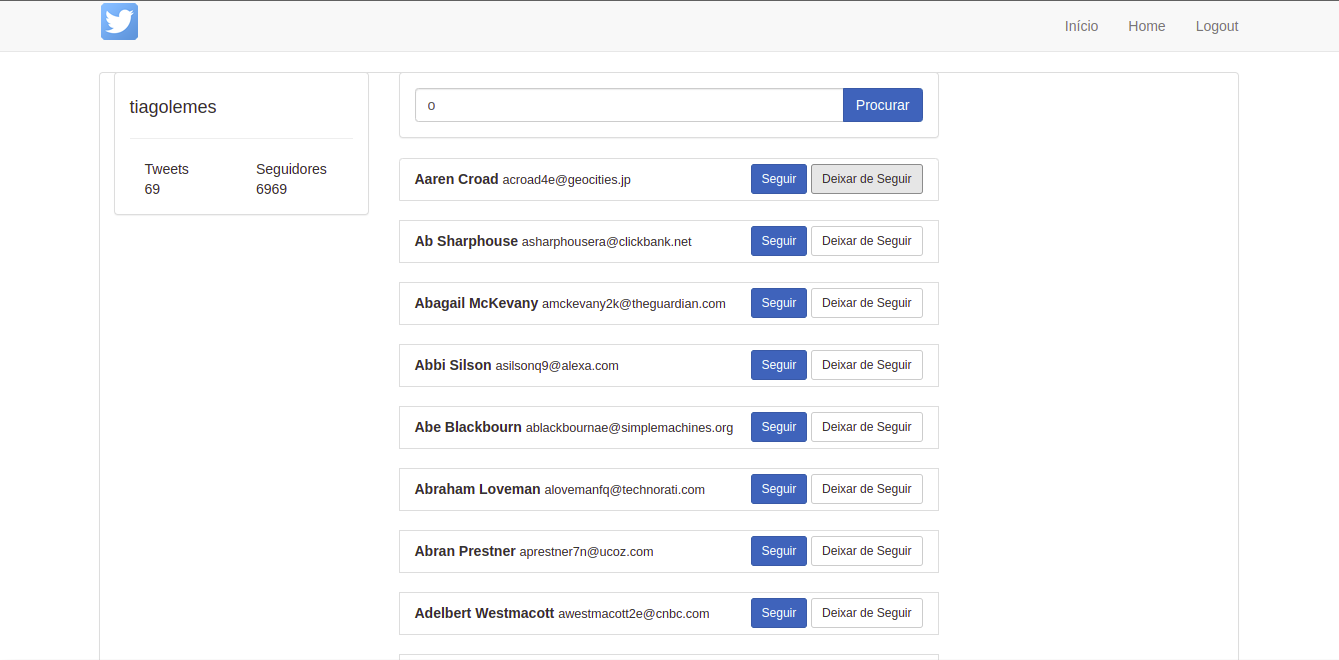 Início Home Logout
tiagolemes
Tweets Seguidores
69 6969
o Procurar
Aaren Croad acroad4e@geocities.jp Seguir Deixar de Seguir
Ab Sharphouse asharphousera@clickbank.net Seguir Deixar de Seguir
Abagail McKevany amckevany2k@theguardian.com Seguir Deixar de Seguir
Abbi Silson asilsonq9@alexa.com Seguir Deixar de Seguir
Abe Blackbourn ablackbournae@simplemachines.org Seguir Deixar de Seguir
Abraham Loveman alovemanfq@technorati.com Seguir Deixar de Seguir
Abran Prestner aprestner7n@ucoz.com Seguir Deixar de Seguir
Adelbert Westmacott awestmacott2e@cnbc.com Seguir Deixar de Seguir